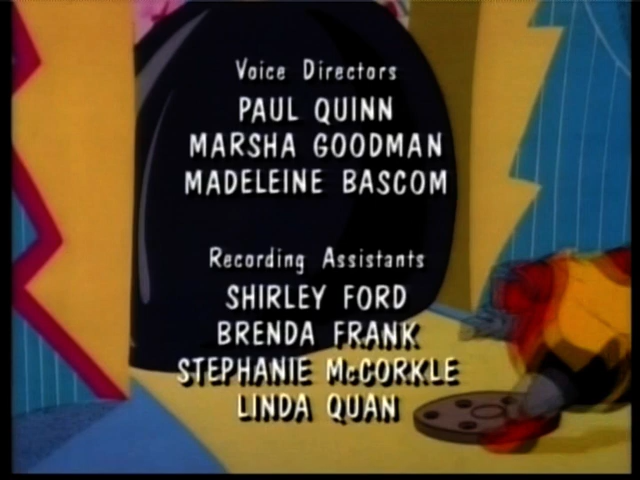 Voice Directors
PAUL QUINN
MARSHA GOODMAN
MADELEINE BASCOM
Recording Assistants
SHIRLEY FORD
BRENDA FRANK
STEPHANIE McCORKLE
LINDA QUAN